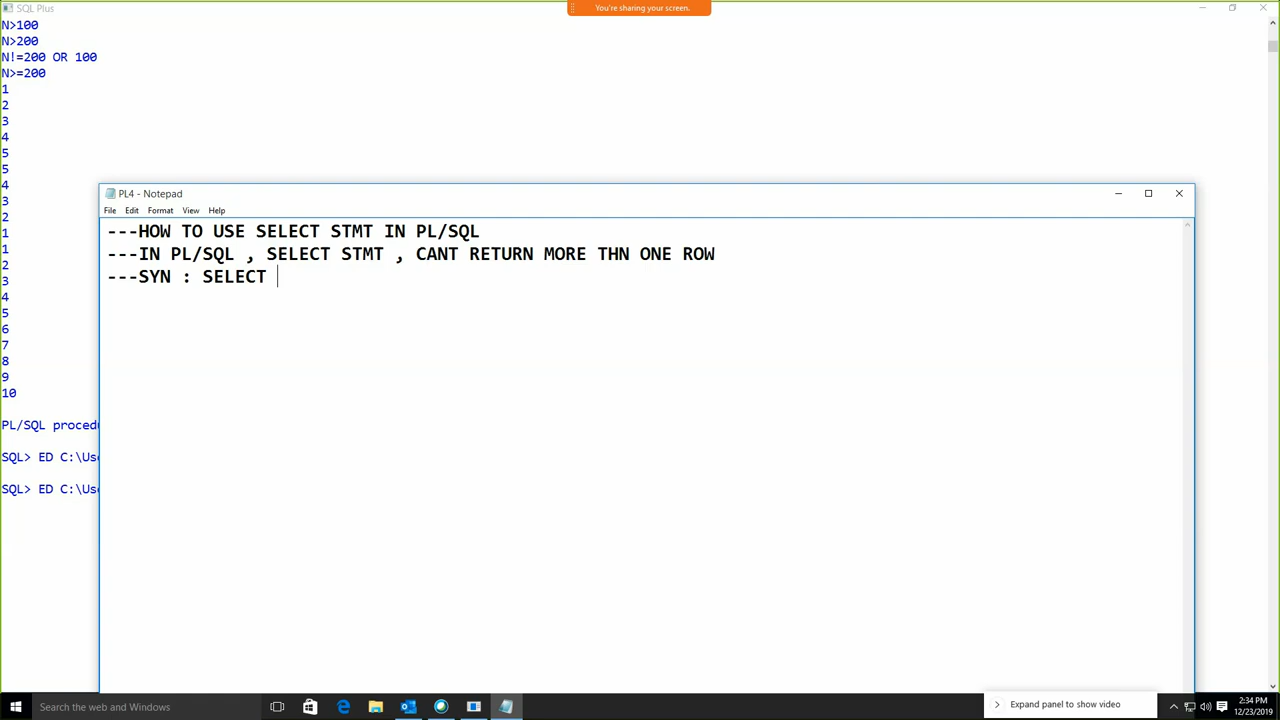 SQL Plus
You're sharing your screen.
N>100
N>200
N!=200 OR 100
N>=200
1
2
3
4
5
5
4
3
2
1
1
2
3
4
5
6
7
8
9
10
PL/SQL proced
SQL> ED C:\Us
SQL> ED C:\Us
PL4 - Notepad
File Edit Format View Help
---HOW TO USE SELECT STMT IN PL/SQL
---IN PL/SQL , SELECT STMT , CANT RETURN MORE THN ONE ROW
---SYN : SELECT
Expand panel to show video
Search the web and Windows
2:34 PM
12/23/2019